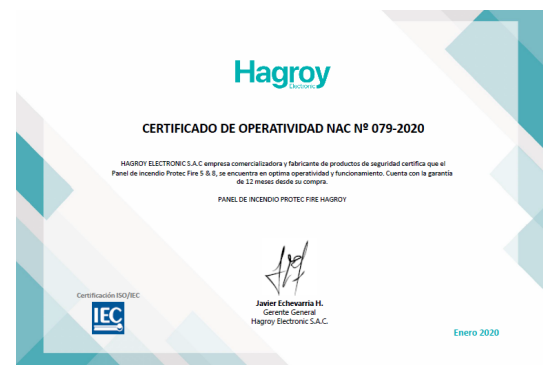 Hagroy
Electronic
CERTIFICADO DE OPERATIVIDAD NAC Nº 079-2020
HAGROY ELECTRONIC S.A.C empresa comercializadora y fabricante de productos de seguridad certifica que el
Panel de incendio Protec Fire 5 & 8, se encuentra en optima operatividad y funcionamiento. Cuenta con la garantía
de 12 meses desde su compra.
PANEL DE INCENDIO PROTEC FIRE HAGROY
Certificación ISO/IEC
IEC
Javier Echevarria H.
Gerente General
Hagroy Electronic S.A.C.
Enero 2020